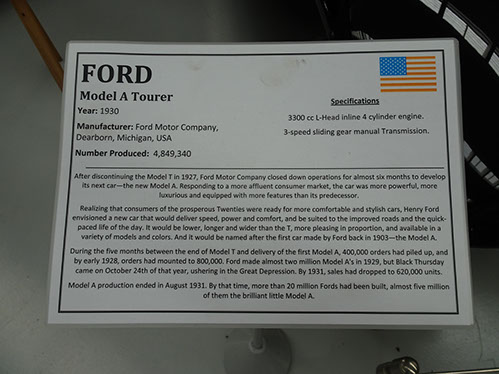 FORD
Model A Tourer
Year: 1930
Manufacturer: Ford Motor Company,
Dearborn, Michigan, USA
Number Produced: 4,849,340
Specifications
3300 cc L-Head inline 4 cylinder engine.
3-speed sliding gear manual Transmission.
After discontinuing the Model T in 1927, Ford Motor Company closed down operations for almost six months to develop
its next car—the new Model A. Responding to a more affluent consumer market, the car was more powerful, more
luxurious and equipped with more features than its predecessor.
Realizing that consumers of the prosperous Twenties were ready for more comfortable and stylish cars, Henry Ford
envisioned a new car that would deliver speed, power and comfort, and be suited to the improved roads and the quick-
paced life of the day. It would be lower, longer and wider than the T, more pleasing in proportion, and available in a
variety of models and colors. And it would be named after the first car made by Ford back in 1903—the Model A.
During the five months between the end of Model T and delivery of the first Model A, 400,000 orders had piled up, and
by early 1928, orders had mounted to 800,000. Ford made almost two million Model A's in 1929, but Black Thursday
came on October 24th of that year, ushering in the Great Depression. By 1931, sales had dropped to 620,000 units.
Model A production ended in August 1931. By that time, more than 20 million Fords had been built, almost five million
of them the brilliant little Model A.